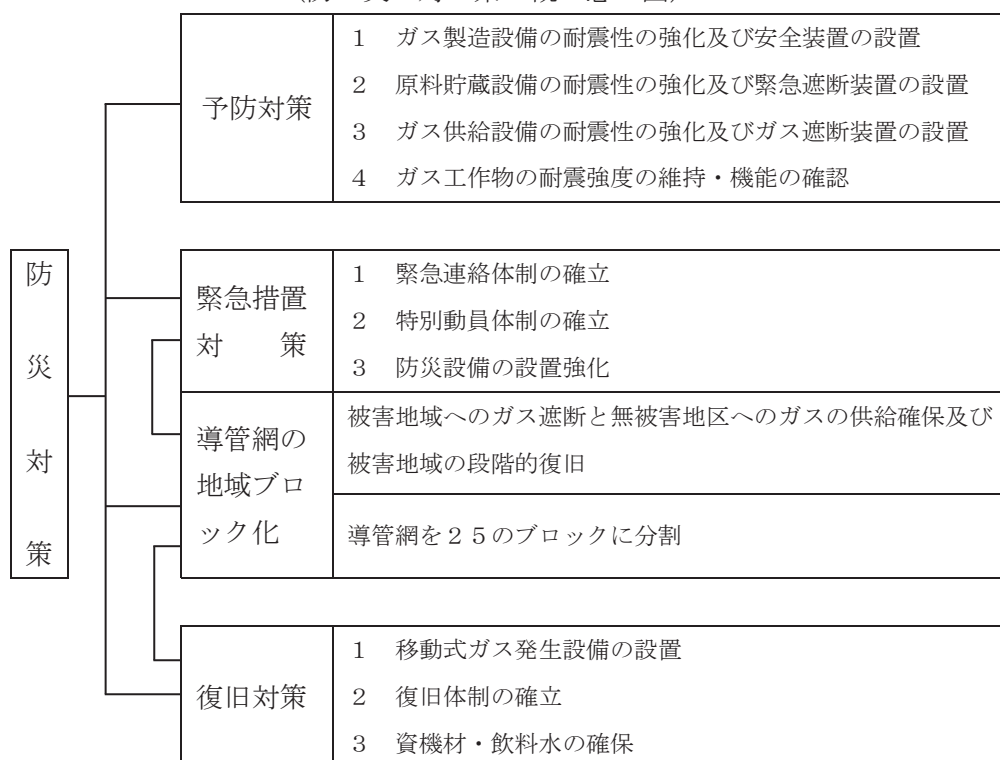 予防対策
1 ガス製造設備の耐震性の強化及び安全装置の設置
2 原料貯蔵設備の耐震性の強化及び緊急遮断装置の設置
3 ガス供給設備の耐震性の強化及びガス遮断装置の設置
4 ガス工作物の耐震強度の維持・機能の確認
防災対策
緊急措置
対策
1 緊急連絡体制の確立
2 特別動員体制の確立
3 防災設備の設置強化
導管網の
地域ブロ
ック化
被害地域へのガス遮断と無被害地区へのガスの供給確保及び
被害地域の段階的復旧
導管網を25のブロックに分割
復旧対策
1 移動式ガス発生設備の設置
2 復旧体制の確立
3 資機材・飲料水の確保